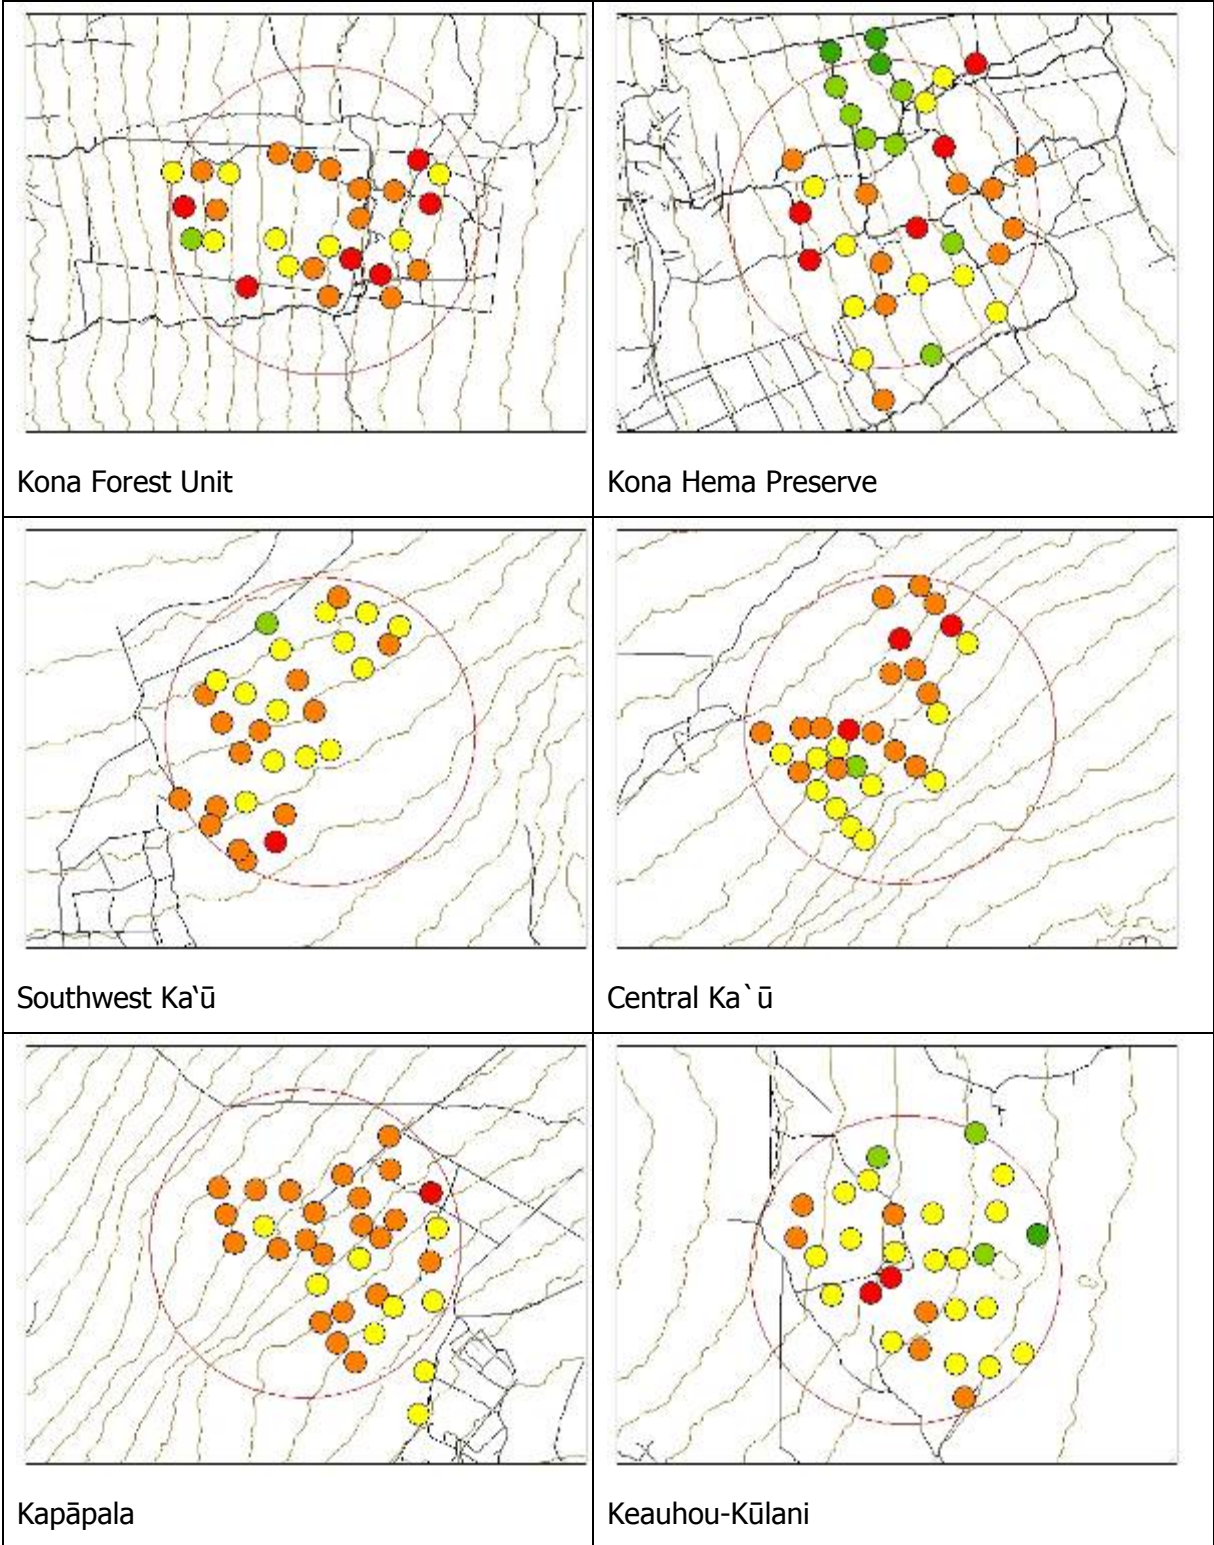 Kona Forest Unit
Kona Hema Preserve
Southwest Ka‘ū
Central Ka`ū
Kapāpala
Keauhou-Kūlani